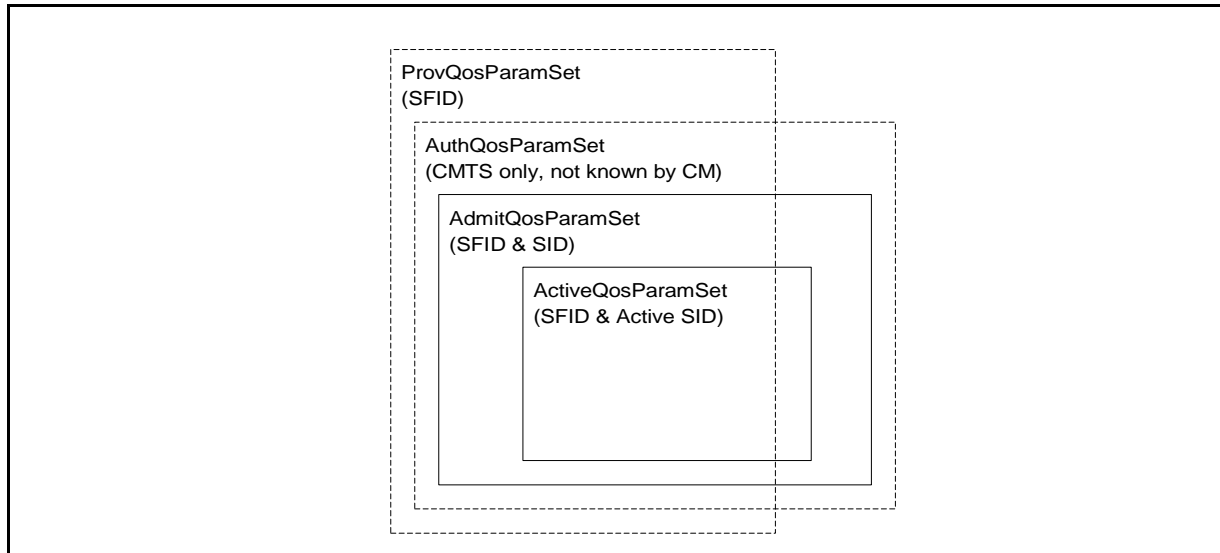 ProvQosParamSet
(SFID)
AuthQosParamSet
(CMTS only, not known by CM)
AdmitQosParamSet
(SFID & SID)
ActiveQosParamSet
(SFID & Active SID)